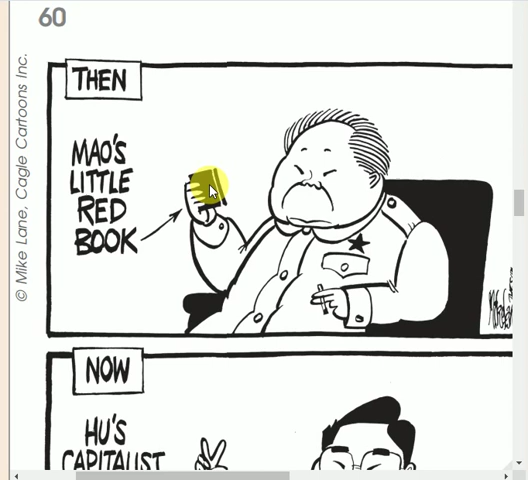 60
© Mike Lane, Cagle Cartoons Inc.
THEN
MAO'S
LITTLE
RED
BOOK
NOW
HU'S
CAPITALIST